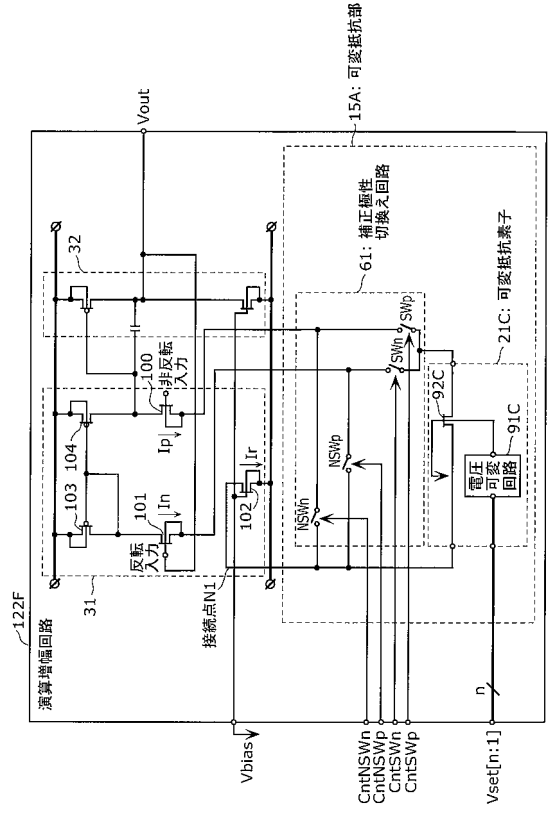 122F
演算増幅回路
31
103
104
32
Vout
反転
入力
101
In
Ip
100
非反転
入力
102
Ir
接続点N1
Vbias
15A: 可変抵抗部
61: 補正極性
切換え回路
NSWn
NSWp
SWn
SWp
21C: 可変抵抗素子
92C
91C
電圧
可変
回路
CntNSWn
CntNSWp
CntSWn
CntSWp
n
Vset[n:1]